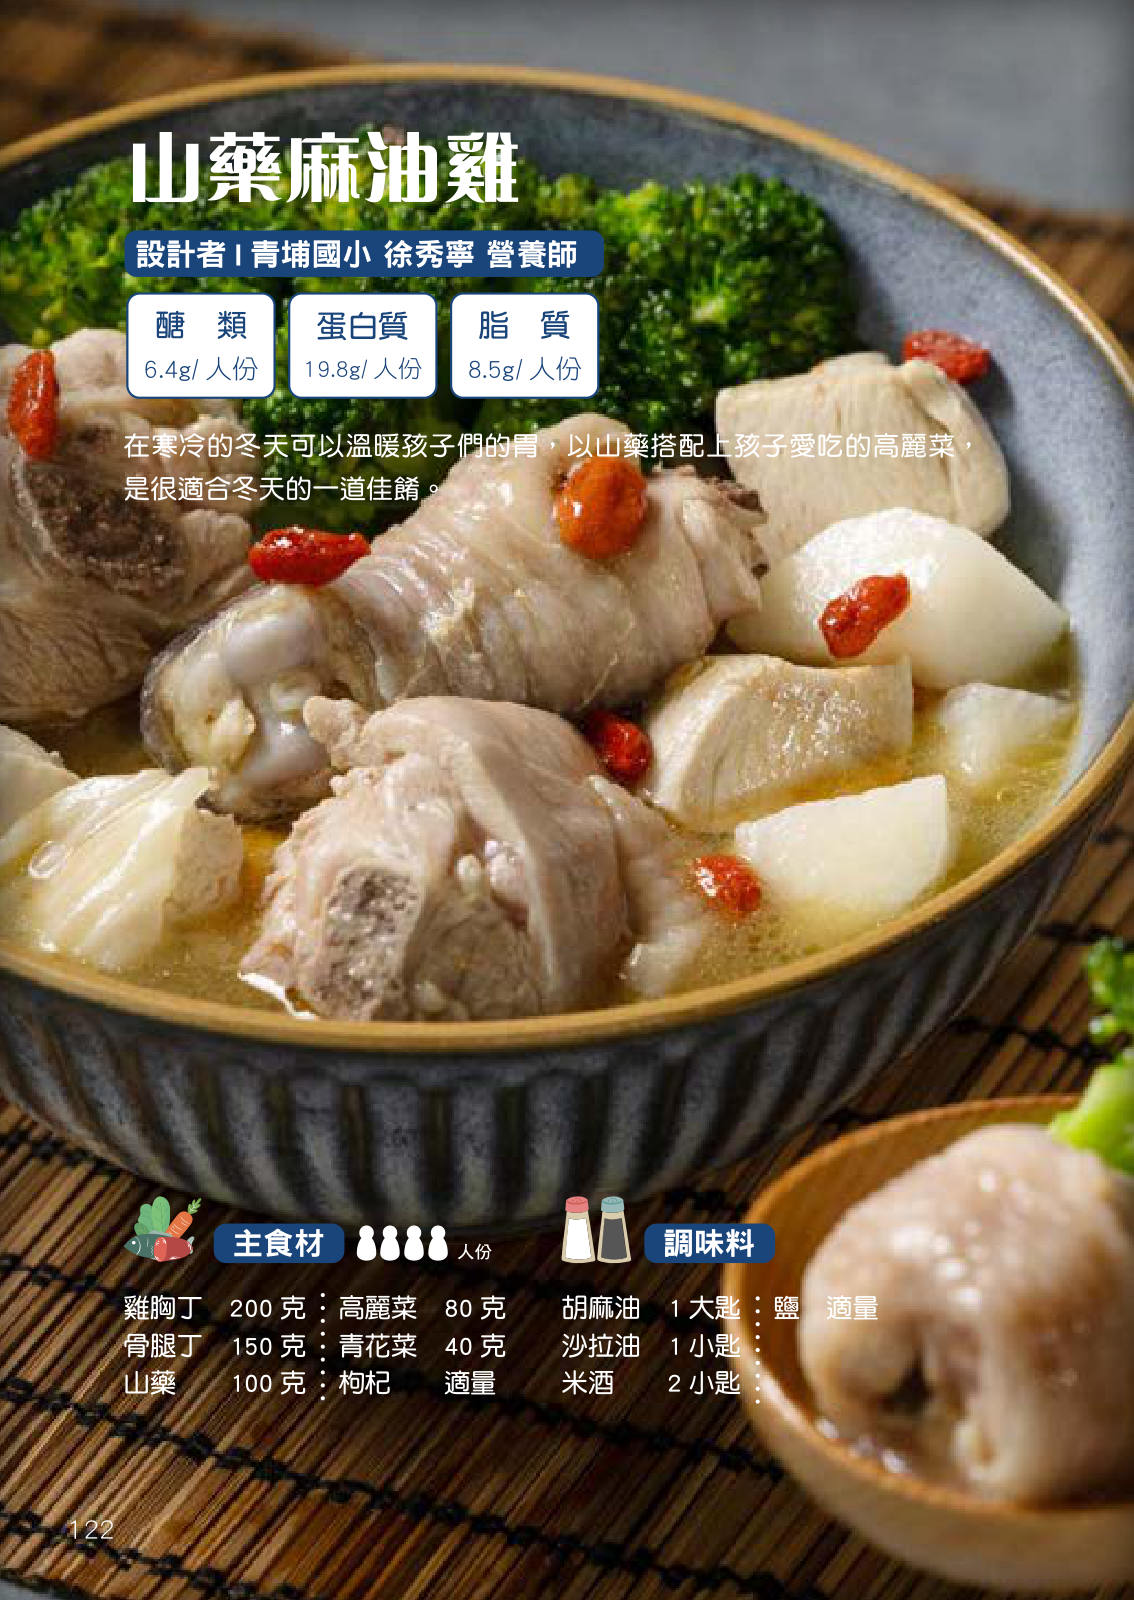 山藥麻油雞
設計者 | 青埔國小 徐秀寧 營養師
醣 類 蛋白質 脂 質
6.4g/ 人份 19.8g/ 人份 8.5g/ 人份
在寒冷的冬天可以溫暖孩子們的胃，以山藥搭配上孩子愛吃的高麗菜，
是很適合冬天的一道佳餚。
主食材 人份 調味料
雞胸丁 200 克 高麗菜 80 克 胡麻油 1 大匙 鹽 適量
骨腿丁 150 克 青花菜 40 克 沙拉油 1 小匙
山藥 100 克 枸杞 適量 米酒 2 小匙
122